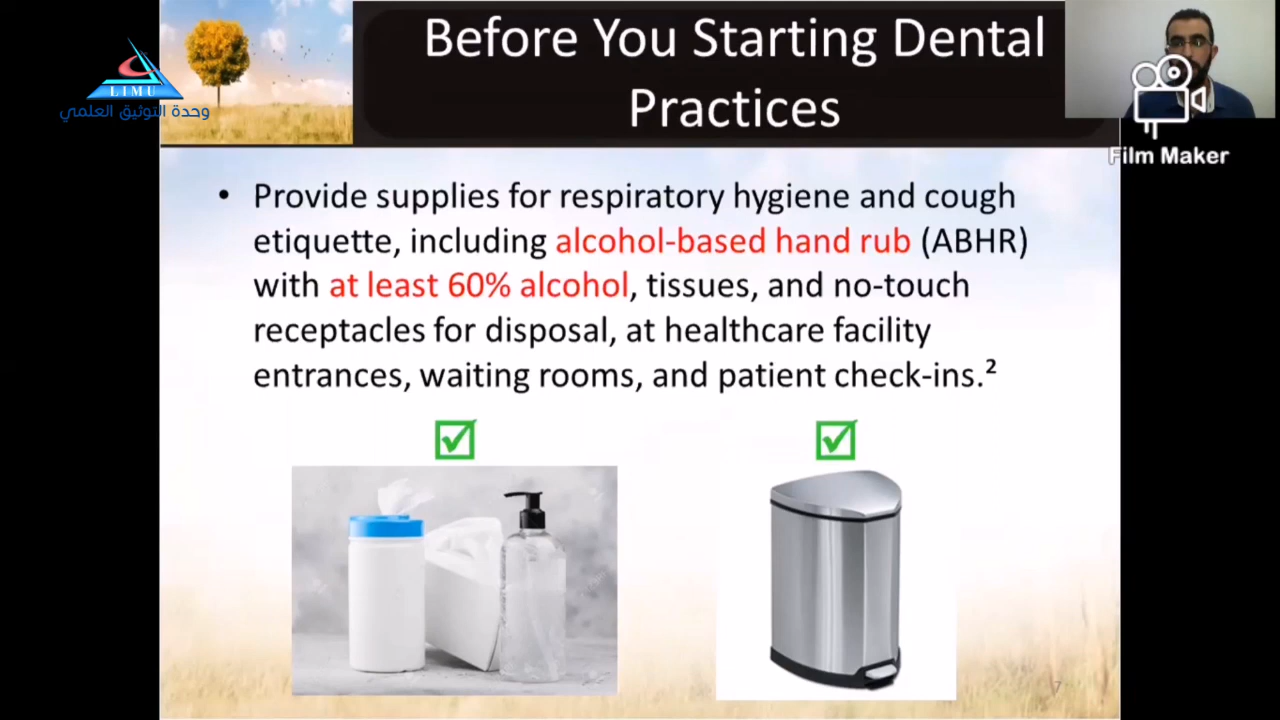 Before You Starting Dental
Practices
LIMU
وحدة التوثيق العلمي
Film Maker
• Provide supplies for respiratory hygiene and cough
etiquette, including alcohol-based hand rub (ABHR)
with at least 60% alcohol, tissues, and no-touch
receptacles for disposal, at healthcare facility
entrances, waiting rooms, and patient check-ins.²
7